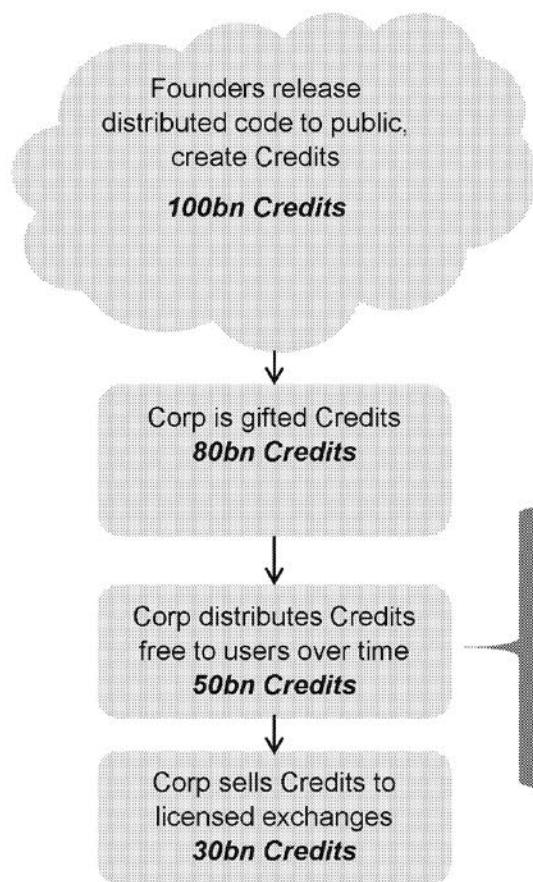 Founders release
distributed code to public,
create Credits
100bn Credits
Corp is gifted Credits
80bn Credits
Corp distributes Credits
free to users over time
50bn Credits
Corp sells Credits to
licensed exchanges
30bn Credits